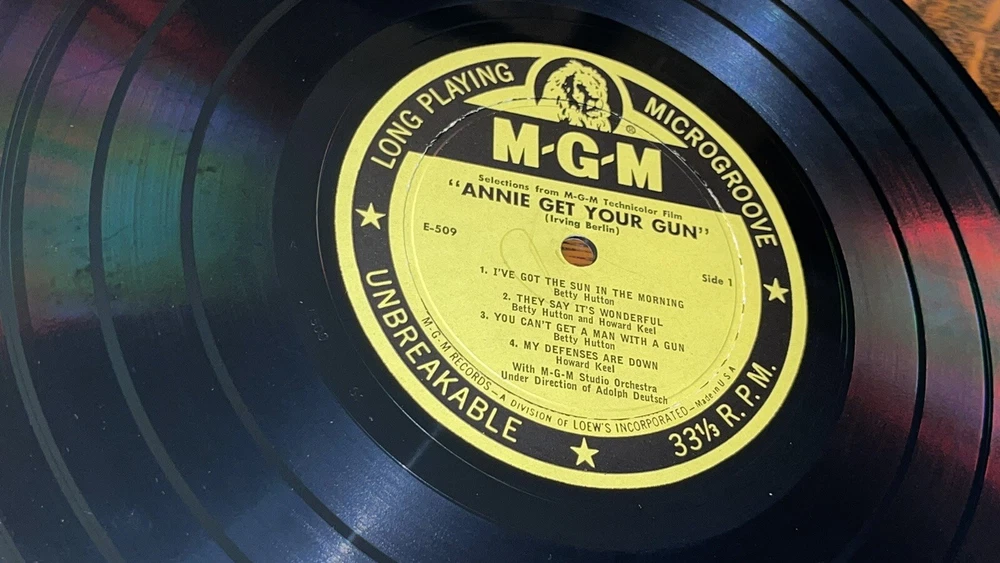 LONG PLAYING
MICROGROOVE
®
M-G-M
Selections from M-G-M Technicolor Film
"ANNIE GET YOUR GUN"
(Irving Berlin)
E-509
Side 1
1. I'VE GOT THE SUN IN THE MORNING
Betty Hutton
2. THEY SAY IT'S WONDERFUL
Betty Hutton and Howard Keel
3. YOU CAN'T GET A MAN WITH A GUN
Betty Hutton
4. MY DEFENSES ARE DOWN
Howard Keel
With M-G-M Studio Orchestra
Under Direction of Adolph Deutsch
M-G-M RECORDS—A DIVISION OF LOEW'S INCORPORATED—Made in U.S.A
UNBREAKABLE
33⅓ R.P.M.